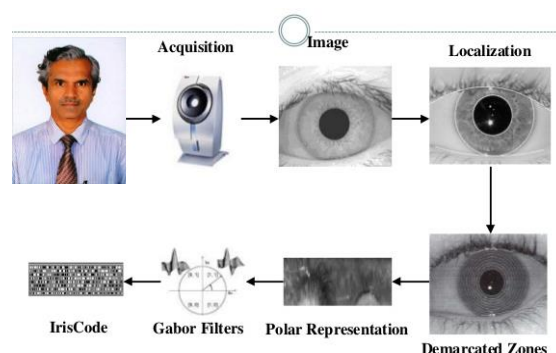 Acquisition
Image
Localization
IrisCode
Gabor Filters
Polar Representation
Demarcated Zones